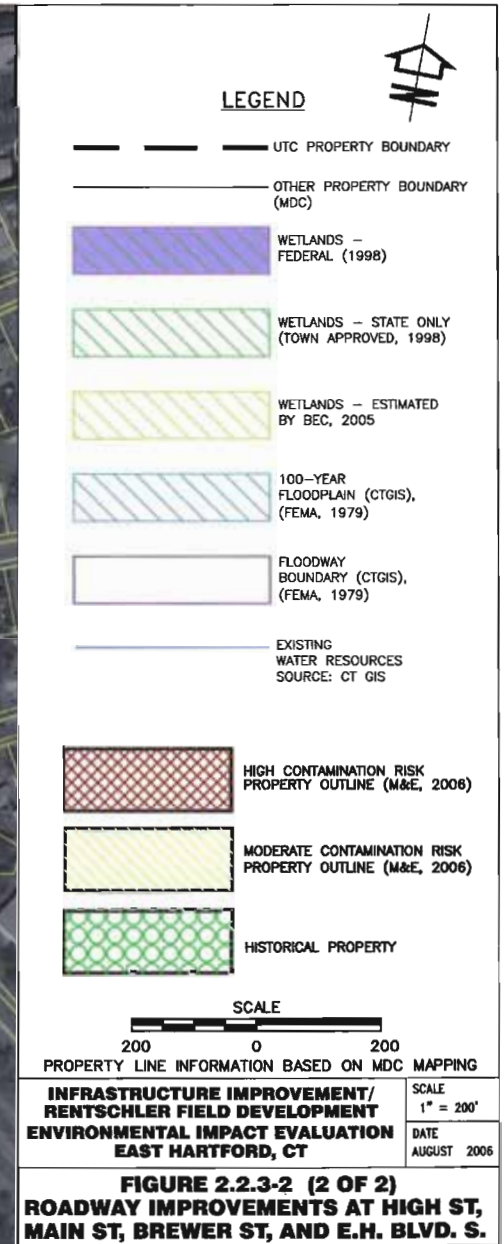 LEGEND
UTC PROPERTY BOUNDARY
OTHER PROPERTY BOUNDARY
(MDC)
WETLANDS –
FEDERAL (1998)
WETLANDS – STATE ONLY
(TOWN APPROVED, 1998)
WETLANDS – ESTIMATED
BY BEC, 2005
100–YEAR
FLOODPLAIN (CTGIS),
(FEMA, 1979)
FLOODWAY
BOUNDARY (CTGIS),
(FEMA, 1979)
EXISTING
WATER RESOURCES
SOURCE: CT GIS
HIGH CONTAMINATION RISK
PROPERTY OUTLINE (M&E, 2006)
MODERATE CONTAMINATION RISK
PROPERTY OUTLINE (M&E, 2006)
HISTORICAL PROPERTY
SCALE
200 0 200
PROPERTY LINE INFORMATION BASED ON MDC MAPPING
INFRASTRUCTURE IMPROVEMENT/
RENTSCHLER FIELD DEVELOPMENT
ENVIRONMENTAL IMPACT EVALUATION
EAST HARTFORD, CT
SCALE
1" = 200'
DATE
AUGUST 2006
FIGURE 2.2.3-2 (2 OF 2)
ROADWAY IMPROVEMENTS AT HIGH ST,
MAIN ST, BREWER ST, AND E.H. BLVD. S.